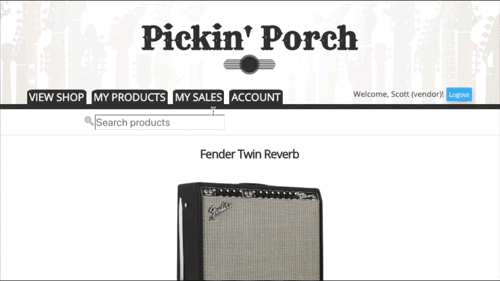 Pickin' Porch
VIEW SHOP MY PRODUCTS MY SALES ACCOUNT
Welcome, Scott (vendor)! Logout
Search products
Fender Twin Reverb
Fender